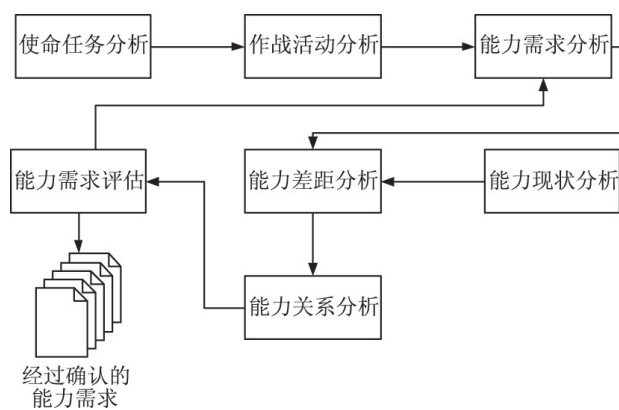 使命任务分析
作战活动分析
能力需求分析
能力需求评估
能力差距分析
能力现状分析
能力关系分析
经过确认的
能力需求